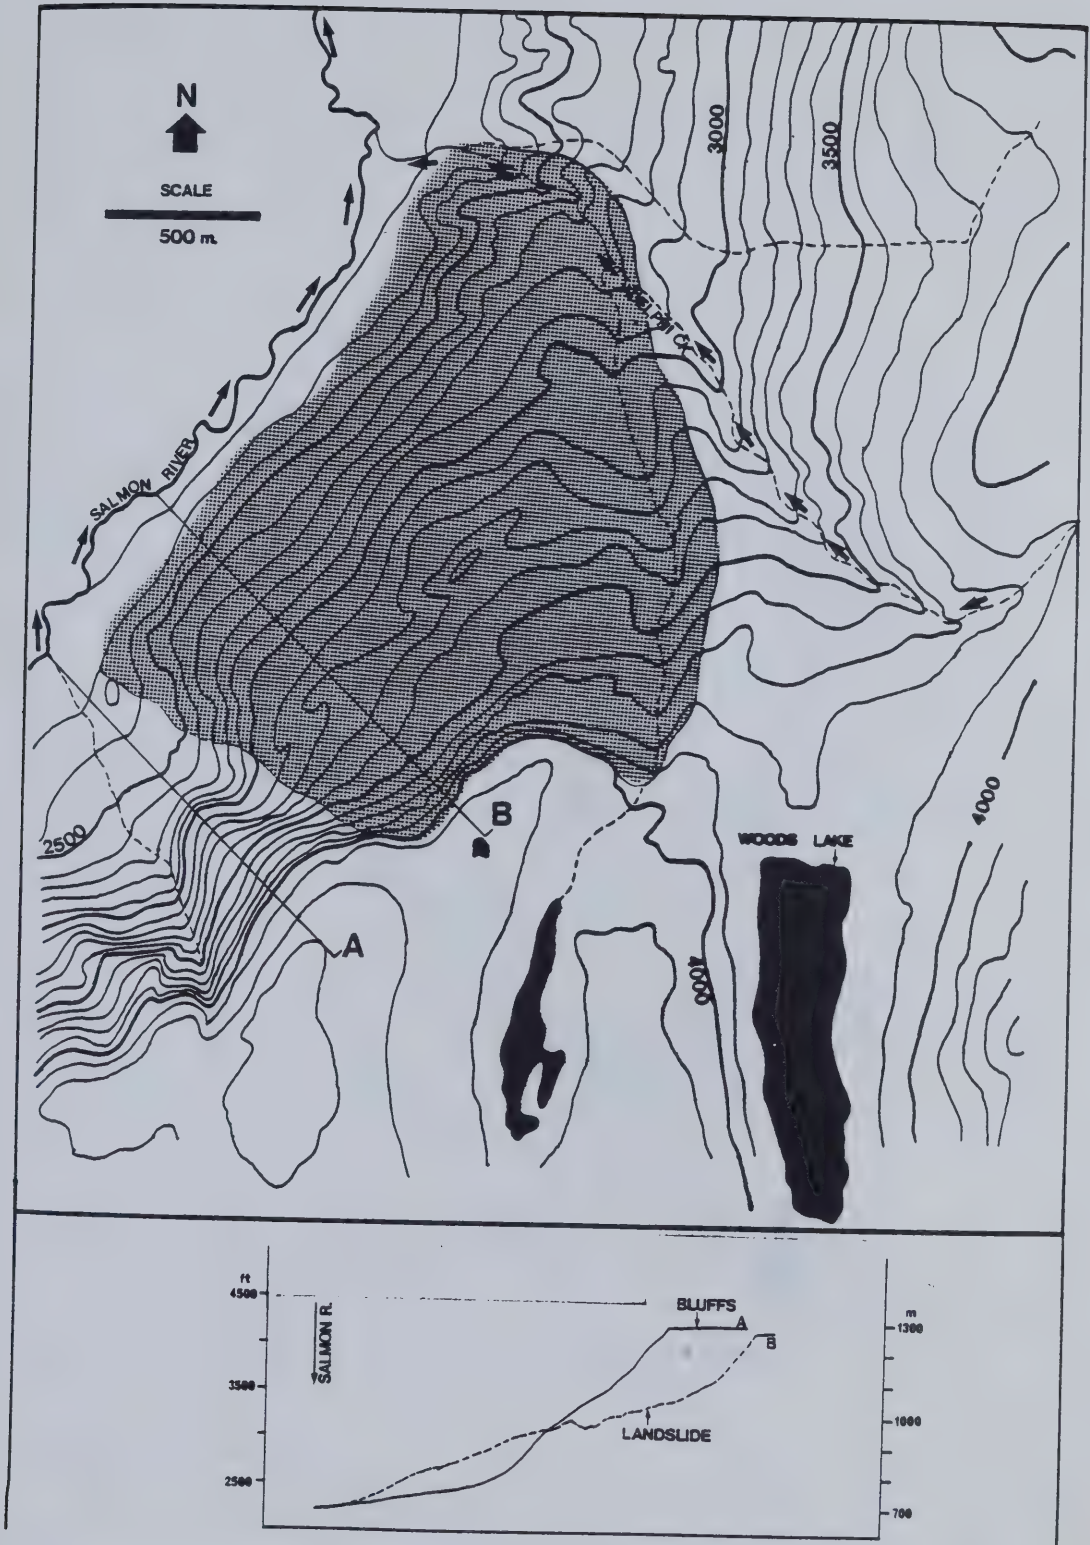 N
SCALE
500 m.
3000
3500
SALMON RIVER
2500
B
A
WOODS LAKE
4000
4000
ft
4500
3500
2500
SALMON R.
BLUFFS
A
B
LANDSLIDE
m
1300
1000
700